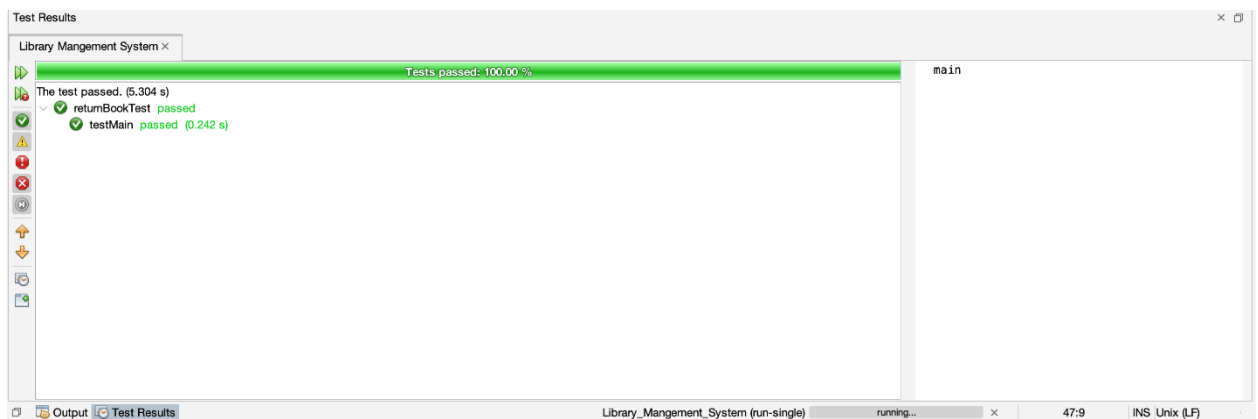 Test Results
Library Mangement System
Tests passed: 100.00 %
main
The test passed. (5.304 s)
returnBookTest passed
testMain passed (0.242 s)
Output Test Results Library_Mangement_System (run-single) running... 47:9 INS Unix (LF)